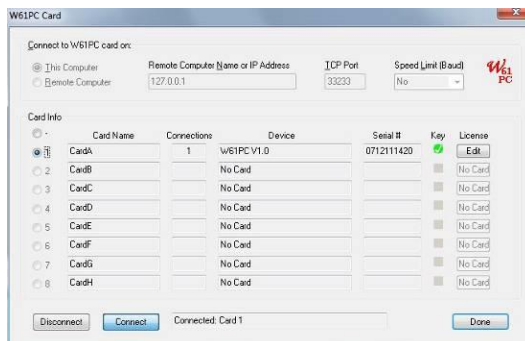 W61PC Card
x
Connect to W61PC card on:
This Computer
Remote Computer
Remote Computer Name or IP Address
127.0.0.1
TCP Port
33233
Speed Limit (Baud)
No
W61
PC
Card Info
-
Card Name Connections Device Serial # Key License
1 CardA 1 W61PC V1.0 0712111420 Edit
2 CardB No Card No Card
3 CardC No Card No Card
4 CardD No Card No Card
5 CardE No Card No Card
6 CardF No Card No Card
7 CardG No Card No Card
8 CardH No Card No Card
Disconnect Connect Connected: Card 1 Done